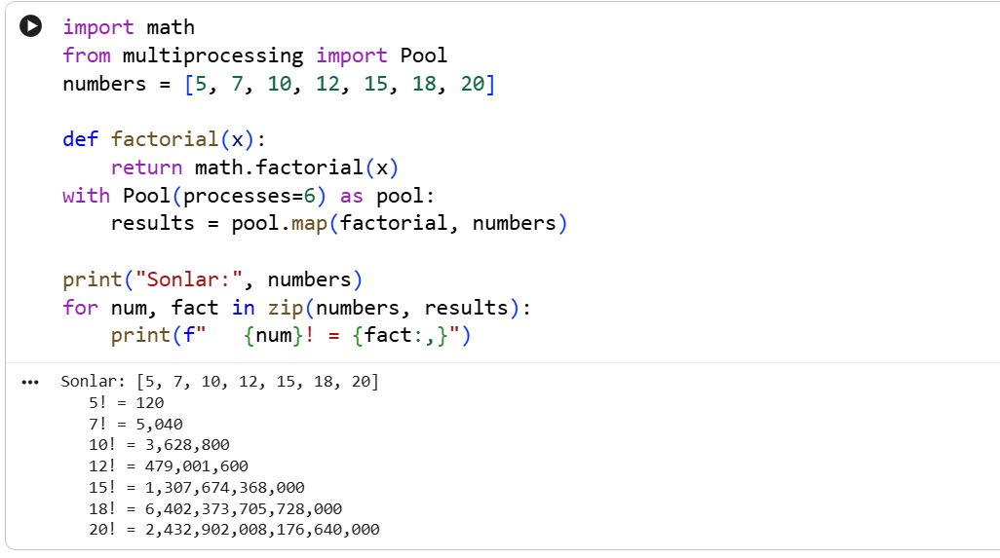 import math
from multiprocessing import Pool
numbers = [5, 7, 10, 12, 15, 18, 20]

def factorial(x):
    return math.factorial(x)
with Pool(processes=6) as pool:
    results = pool.map(factorial, numbers)

print("Sonlar:", numbers)
for num, fact in zip(numbers, results):
    print(f"   {num}! = {fact:,}")
Sonlar: [5, 7, 10, 12, 15, 18, 20]
   5! = 120
   7! = 5,040
   10! = 3,628,800
   12! = 479,001,600
   15! = 1,307,674,368,000
   18! = 6,402,373,705,728,000
   20! = 2,432,902,008,176,640,000